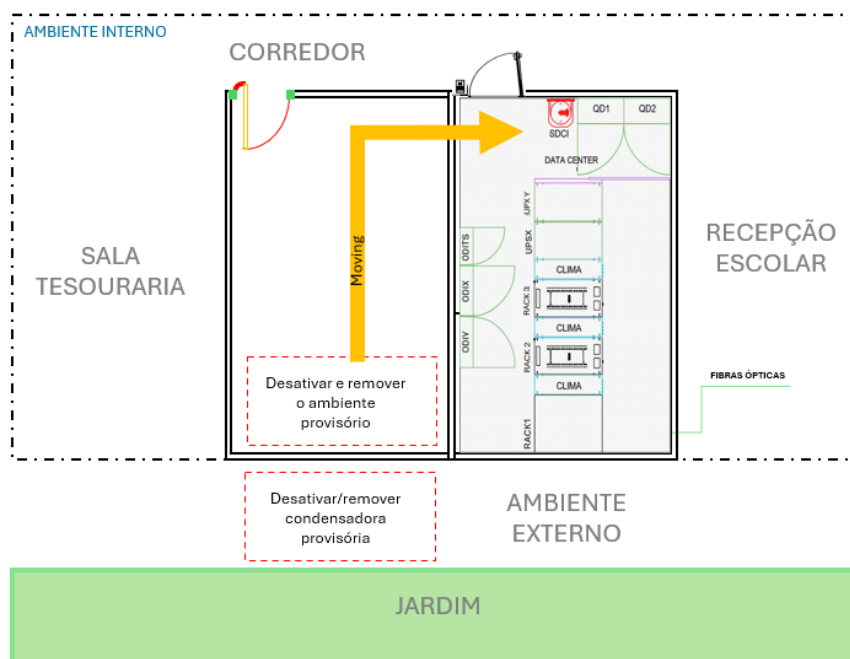 AMBIENTE INTERNO
CORREDOR
QD1
QD2
SDCI
DATA CENTER
UPXY
UPSX
ODITS
Moving
SALA
TESOURARIA
RECEPÇÃO
ESCOLAR
CLIMA
RACK 3
ODIX
CLIMA
RACK 2
ODIV
CLIMA
RACK1
FIBRAS ÓPTICAS
Desativar e remover
o ambiente
provisório
Desativar/remover
condensadora
provisória
AMBIENTE
EXTERNO
JARDIM